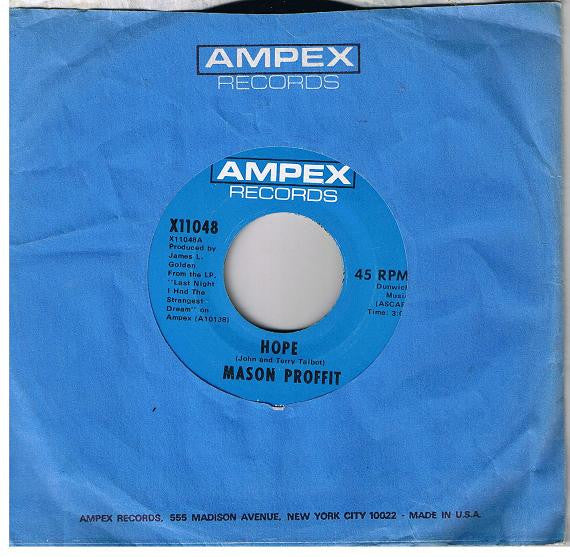 AMPEX
RECORDS
AMPEX
RECORDS
X11048
X11048A
Produced by
James L.
Golden
From the LP.
"Last Night
I Had The
Strangest
Dream" on
Ampex (A10138)
45 RPM
Music
Time:
HOPE
(John and Terry Talbot)
MASON PROFFIT
AMPEX RECORDS, 555 MADISON AVENUE, NEW YORK CITY 10022 - MADE IN U.S.A.